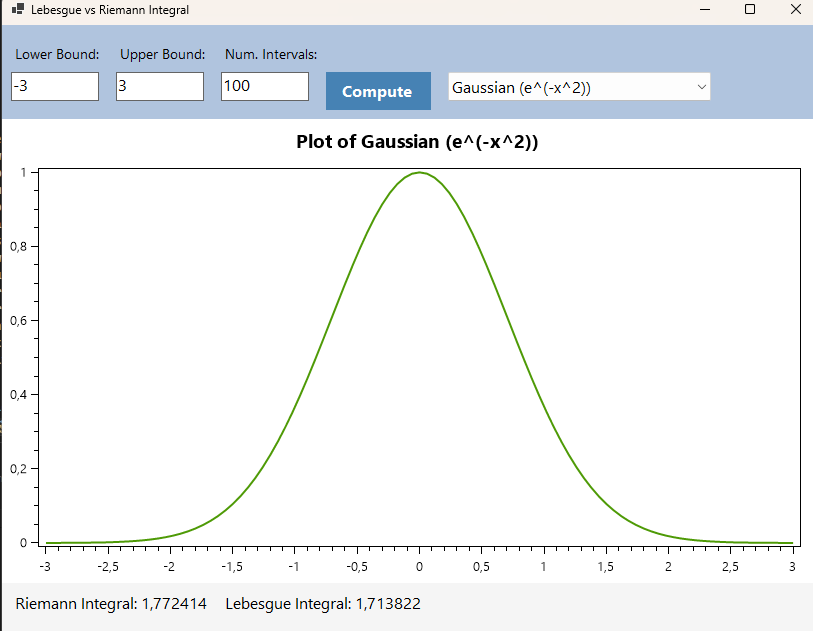 Lebesgue vs Riemann Integral
Lower Bound: Upper Bound: Num. Intervals:
-3 3 100 Compute Gaussian (e^(-x^2))
Plot of Gaussian (e^(-x^2))
1
0,8
0,6
0,4
0,2
0
-3 -2,5 -2 -1,5 -1 -0,5 0 0,5 1 1,5 2 2,5 3
Riemann Integral: 1,772414 Lebesgue Integral: 1,713822